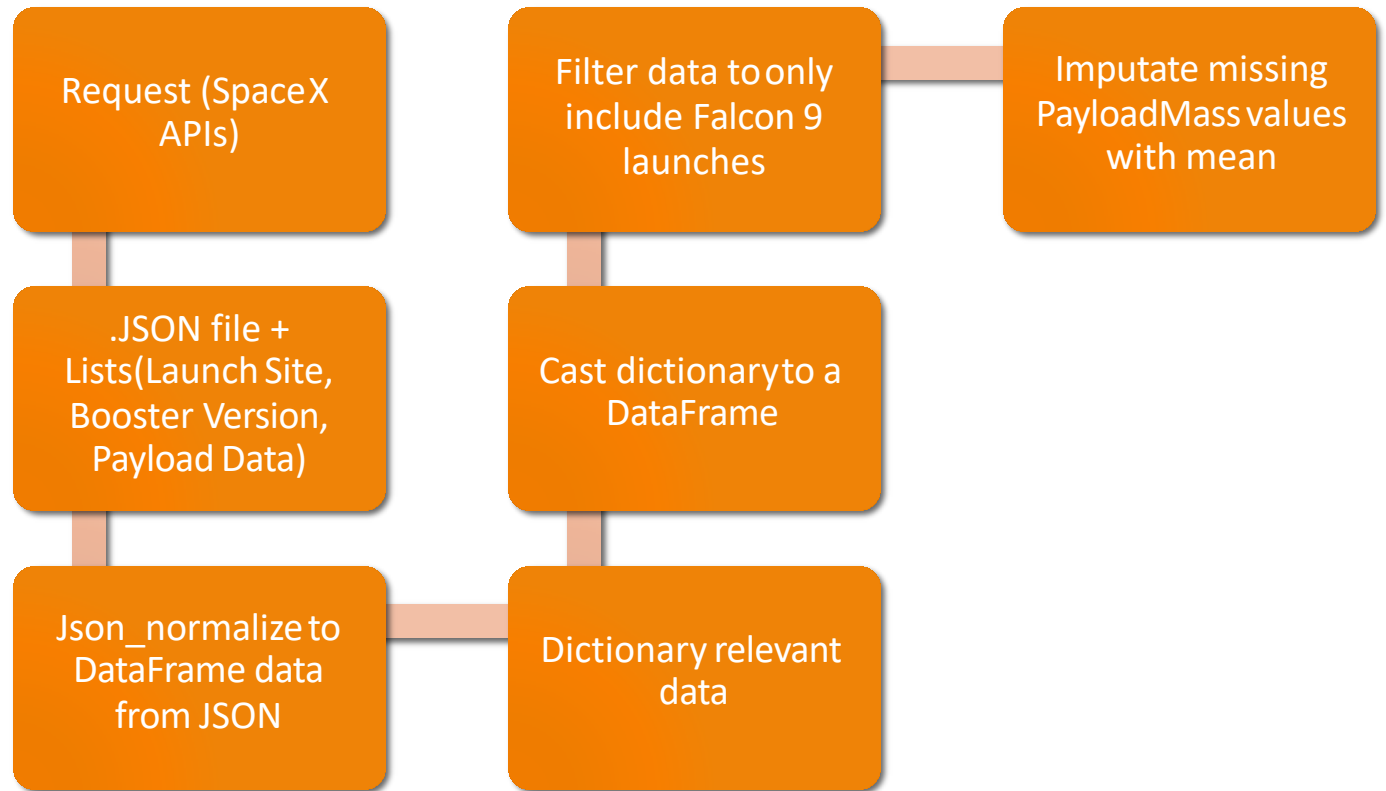 Request (SpaceX
APIs)
.JSON file +
Lists(Launch Site,
Booster Version,
Payload Data)
Json_normalize to
DataFrame data
from JSON
Dictionary relevant
data
Cast dictionary to a
DataFrame
Filter data to only
include Falcon 9
launches
Imputate missing
PayloadMass values
with mean